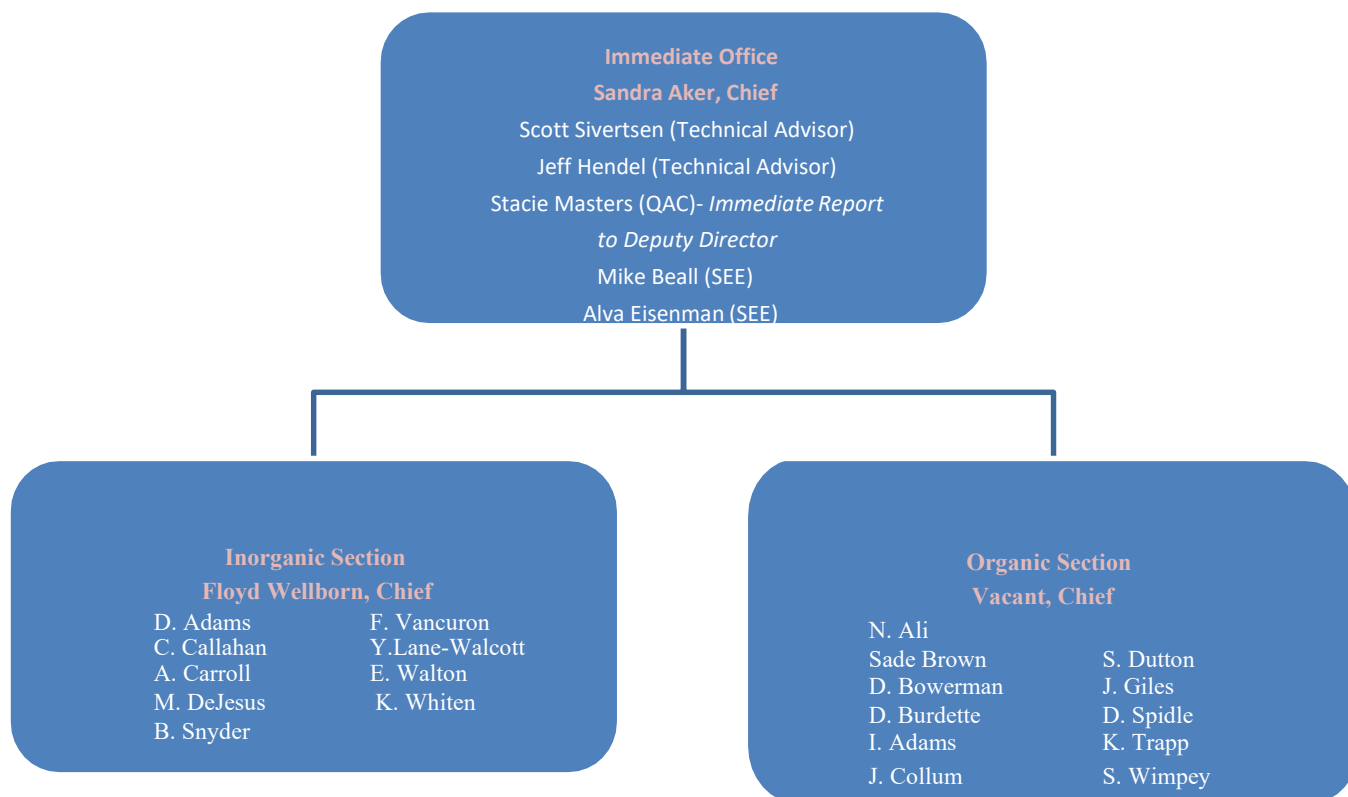 Immediate Office
Sandra Aker, Chief
Scott Sivertsen (Technical Advisor)
Jeff Hendel (Technical Advisor)
Stacie Masters (QAC)- Immediate Report
to Deputy Director
Mike Beall (SEE)
Alva Eisenman (SEE)
Inorganic Section
Floyd Wellborn, Chief
D. Adams
C. Callahan
A. Carroll
M. DeJesus
B. Snyder
F. Vancuron
Y.Lane-Walcott
E. Walton
K. Whiten
Organic Section
Vacant, Chief
N. Ali
Sade Brown
D. Bowerman
D. Burdette
I. Adams
J. Collum
S. Dutton
J. Giles
D. Spidle
K. Trapp
S. Wimpey